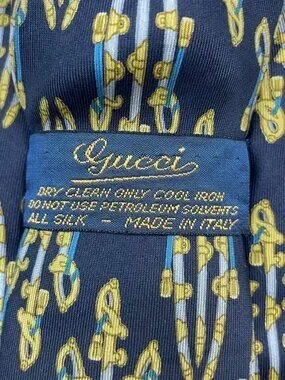 Gucci
DRY CLEAN ONLY COOL IRON
DO NOT USE PETROLEUM SOLVENTS
ALL SILK - MADE IN ITALY